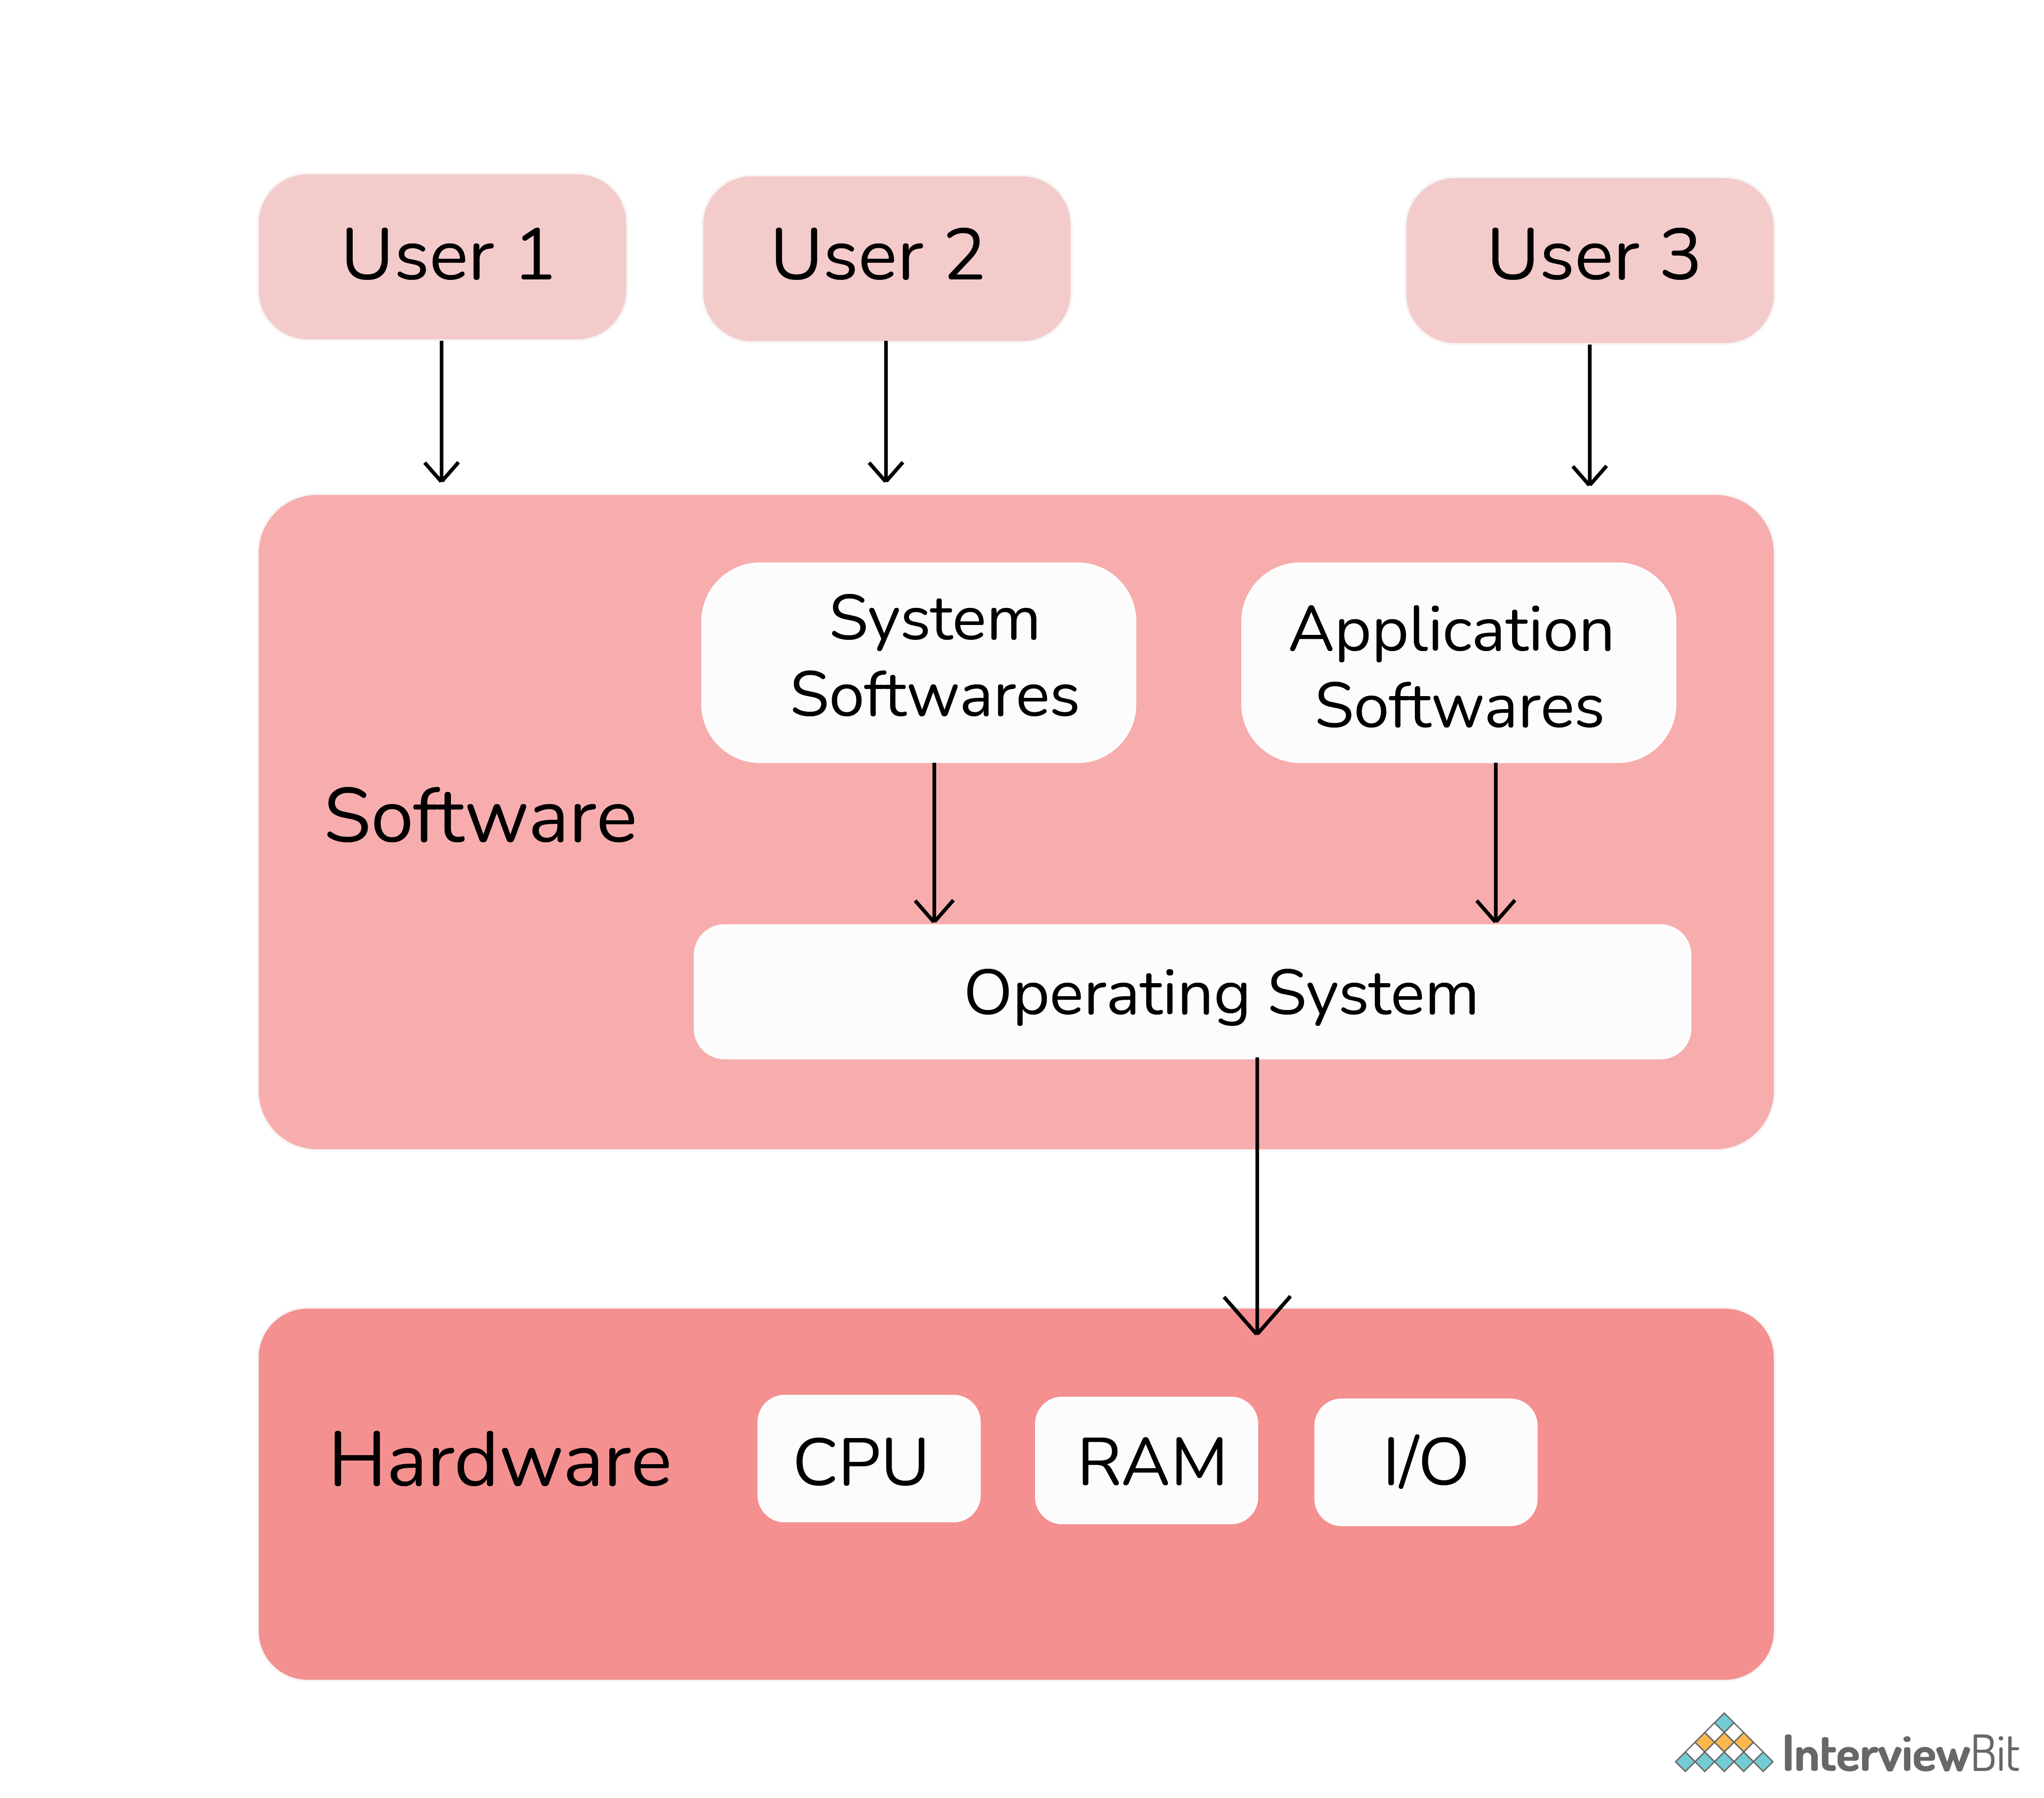 User 1
User 2
User 3
System
Softwares
Application
Softwares
Software
Operating System
Hardware
CPU
RAM
I/O
InterviewBit